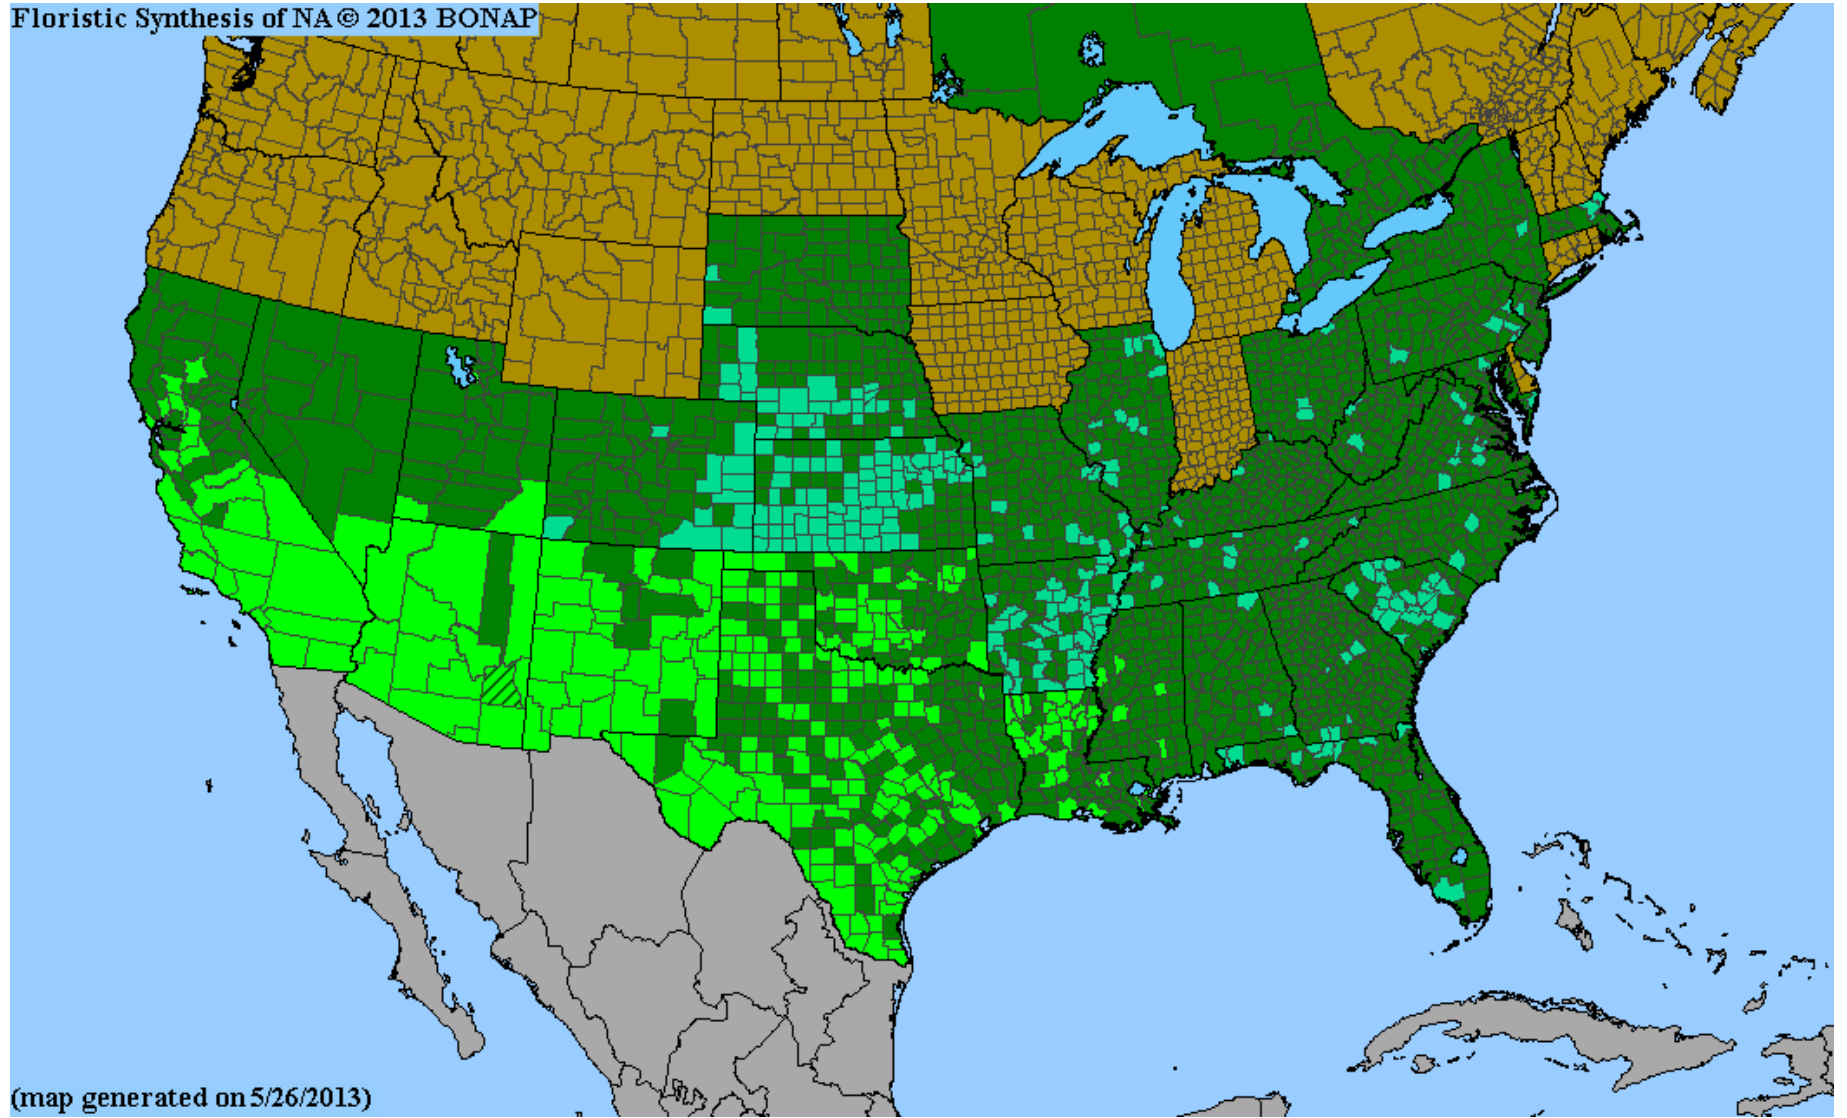 Floristic Synthesis of NA © 2013 BONAP
(map generated on 5/26/2013)